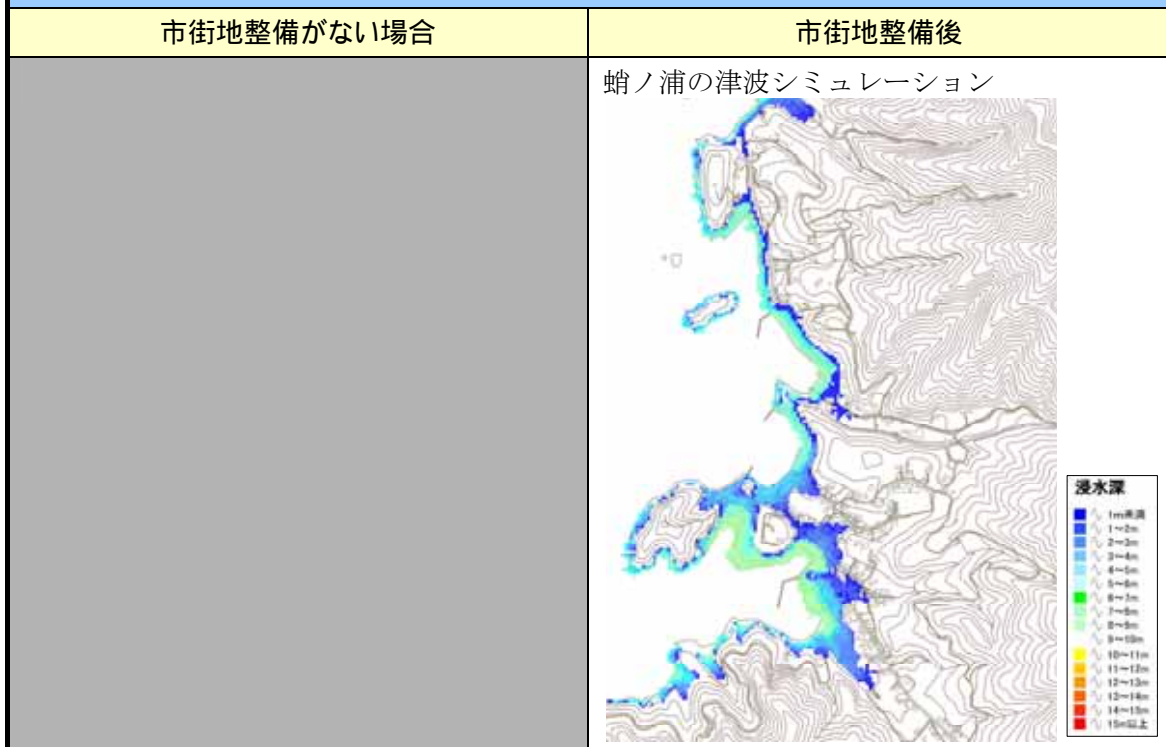 市街地整備がない場合
市街地整備後
蛸ノ浦の津波シミュレーション
浸水深
1m未満
1~2m
2~3m
3~4m
4~5m
5~6m
6~7m
7~8m
8~9m
9~10m
10~11m
11~12m
12~13m
13~14m
14~15m
15m以上